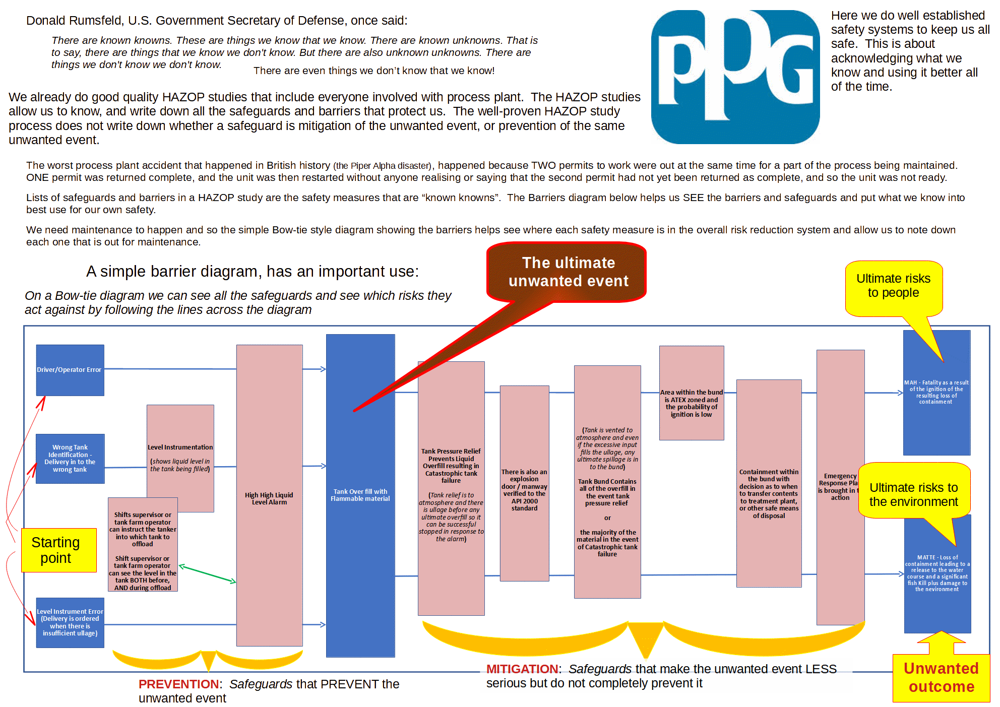 Donald Rumsfeld, U.S. Government Secretary of Defense, once said:
There are known knowns. These are things we know that we know. There are known unknowns. That is
to say, there are things that we know we don't know. But there are also unknown unknowns. There are
things we don't know we don't know.
There are even things we don’t know that we know!
PPG
Here we do well established
safety systems to keep us all
safe. This is about
acknowledging what we
know and using it better all
of the time.
We already do good quality HAZOP studies that include everyone involved with process plant. The HAZOP studies
allow us to know, and write down all the safeguards and barriers that protect us. The well-proven HAZOP study
process does not write down whether a safeguard is mitigation of the unwanted event, or prevention of the same
unwanted event.
The worst process plant accident that happened in British history (the Piper Alpha disaster), happened because TWO permits to work were out at the same time for a part of the process being maintained.
ONE permit was returned complete, and the unit was then restarted without anyone realising or saying that the second permit had not yet been returned as complete, and so the unit was not ready.
Lists of safeguards and barriers in a HAZOP study are the safety measures that are “known knowns”. The Barriers diagram below helps us SEE the barriers and safeguards and put what we know into
best use for our own safety.
We need maintenance to happen and so the simple Bow-tie style diagram showing the barriers helps see where each safety measure is in the overall risk reduction system and allow us to note down
each one that is out for maintenance.
A simple barrier diagram, has an important use:
On a Bow-tie diagram we can see all the safeguards and see which risks they
act against by following the lines across the diagram
The ultimate
unwanted event
Ultimate risks
to people
Driver/Operator Error
Wrong Tank
Identification -
Delivery in to the
wrong tank
Level Instrument Error
(Delivery is ordered
when there is
insufficient ullage)
Starting
point
Level Instrumentation
(shows liquid level in
the tank being filled)
Shifts supervisor or
tank farm operator
can instruct the tanker
into which tank to
offload
Shift supervisor or
tank farm operator
can see the level in the
tank BOTH before,
AND during offload
High High Liquid
Level Alarm
Tank Over fill with
Flammable material
Tank Pressure Relief
Prevents Liquid
Overfill resulting in
Catastrophic tank
failure
(Tank relief is to
atmosphere and there
is ullage before any
ultimate overfill so it
can be successful
stopped in response to
the alarm)
There is also an
explosion
door / manway
verified to the
API 2000
standard
(Tank is vented to
atmosphere and even
if the excessive input
fills the ullage, any
ultimate spillage is in
to the bund)
Tank Bund Contains
all of the overfill in
the event tank
pressure relief
or
the majority of the
material in the event
of Catastrophic tank
failure
Area within the bund
is ATEX zoned and
the probability of
ignition is low
Containment within
the bund with
decision as to when
to transfer contents
to treatment plant,
or other safe means
of disposal
Emergency
Response Pla
is brought in t
action
MAH - Fatality as a result
of the ignition of the
resulting loss of
containment
Ultimate risks to
the environment
MATTE - Loss of
containment leading to a
release to the water
course and a significant
fish Kill plus damage to
the nevironment
PREVENTION: Safeguards that PREVENT the
unwanted event
MITIGATION: Safeguards that make the unwanted event LESS
serious but do not completely prevent it
Unwanted
outcome